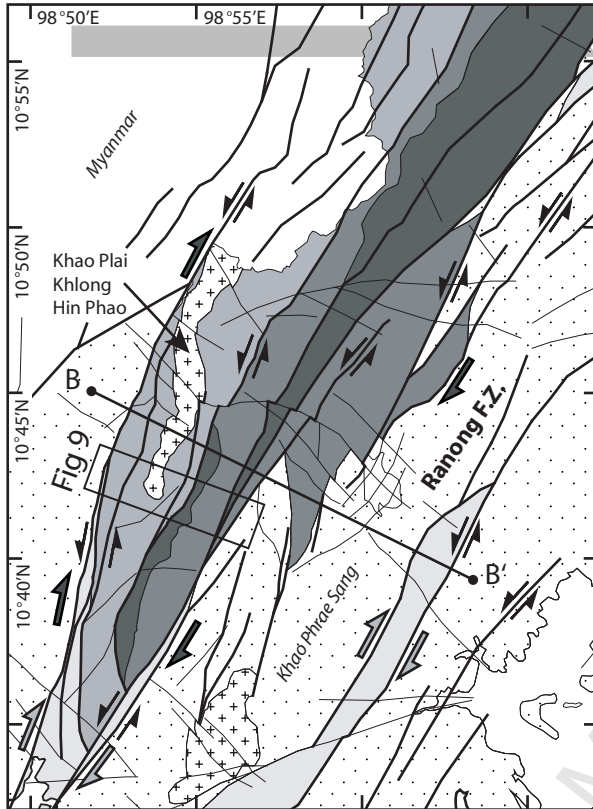 98°50'E
98°55'E
10°55'N
Myanmar
10°50'N
Khao Plai
Khlong
Hin Phao
B
10°45'N
Ranong F.Z.
Fig 9
B'
10°40'N
Khao Phrae Sang